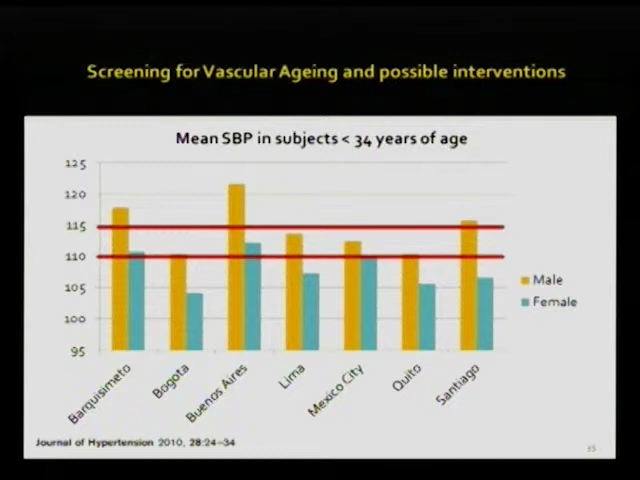 Screening for Vascular Ageing and possible interventions
Mean SBP in subjects < 34 years of age
125
120
115
110
105
100
95
Male
Female
Barquisimeto
Bogota
Buenos Aires
Lima
Mexico City
Quito
Santiago
Journal of Hypertension 2010, 28:24–34
35